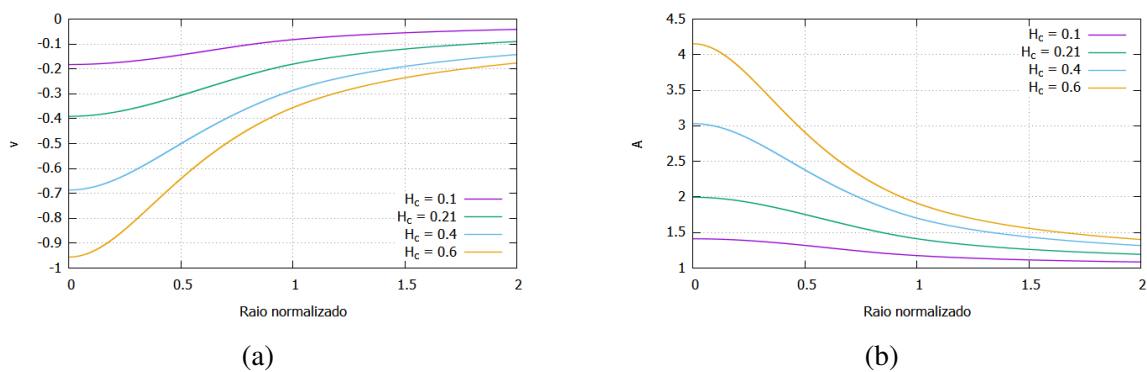 0
-0.1
-0.2
-0.3
-0.4
-0.5
-0.6
-0.7
-0.8
-0.9
-1
v
H_c = 0.1
H_c = 0.21
H_c = 0.4
H_c = 0.6
0 0.5 1 1.5 2
Raio normalizado
(a)
4.5
4
3.5
3
2.5
2
1.5
1
A
H_c = 0.1
H_c = 0.21
H_c = 0.4
H_c = 0.6
0 0.5 1 1.5 2
Raio normalizado
(b)